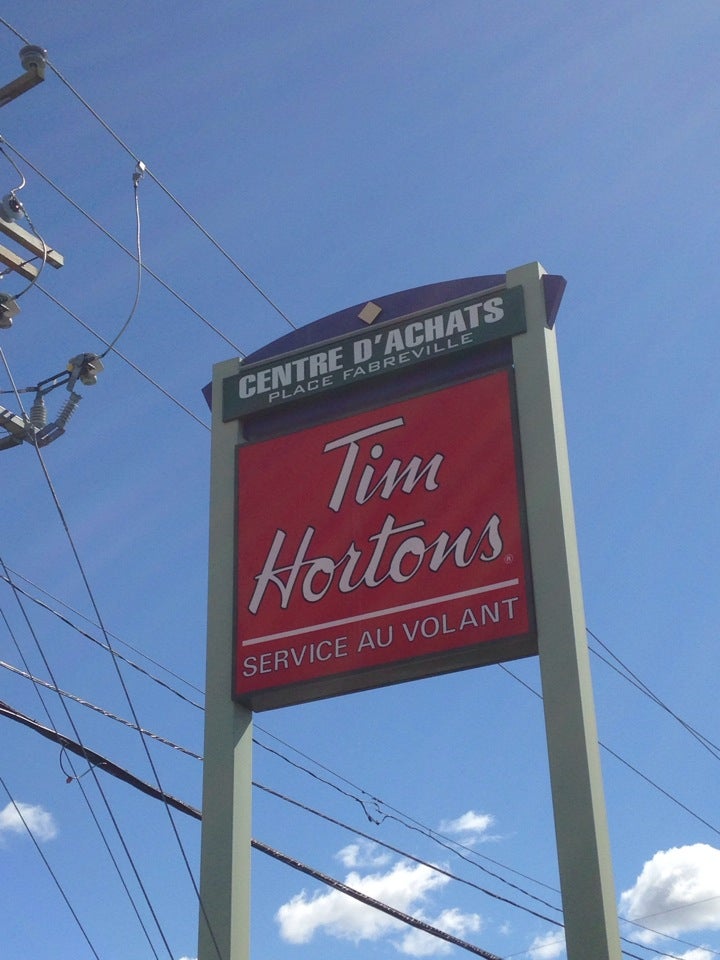 CENTRE D'ACHATS
PLACE FABREVILLE
Tim
Hortons®
SERVICE AU VOLANT